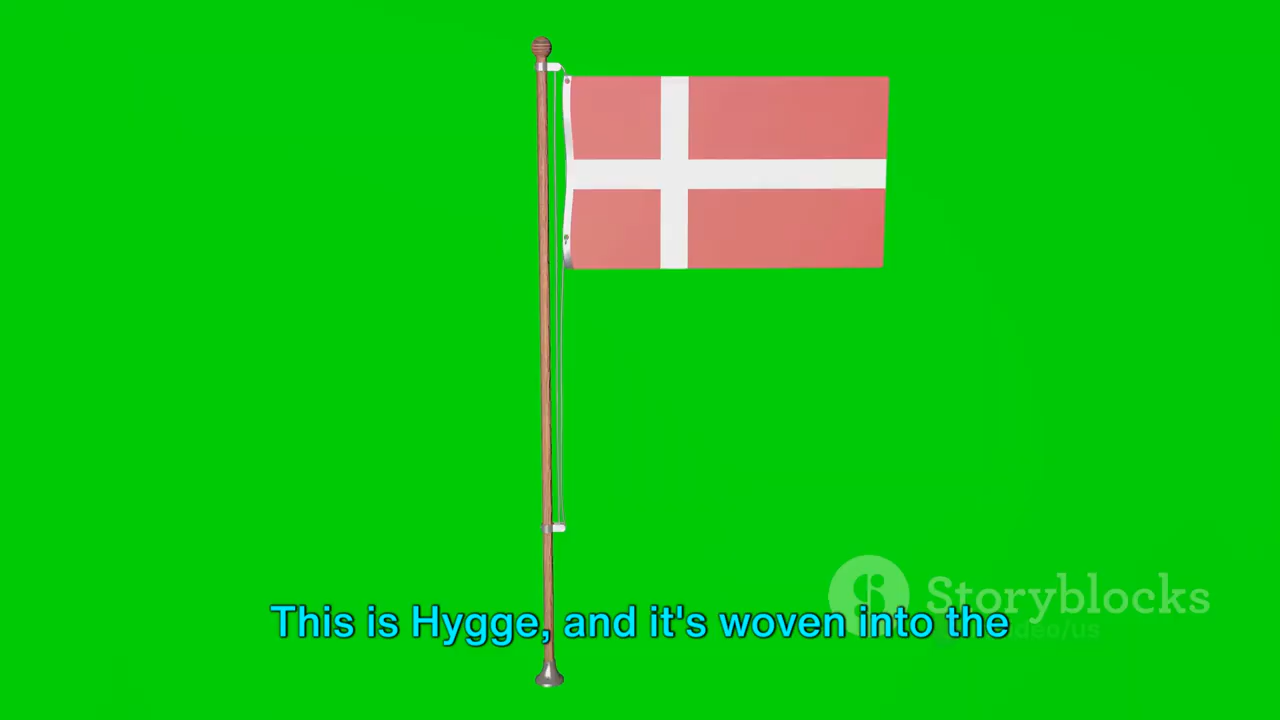 Storyblocks
This is Hygge, and it's woven into the